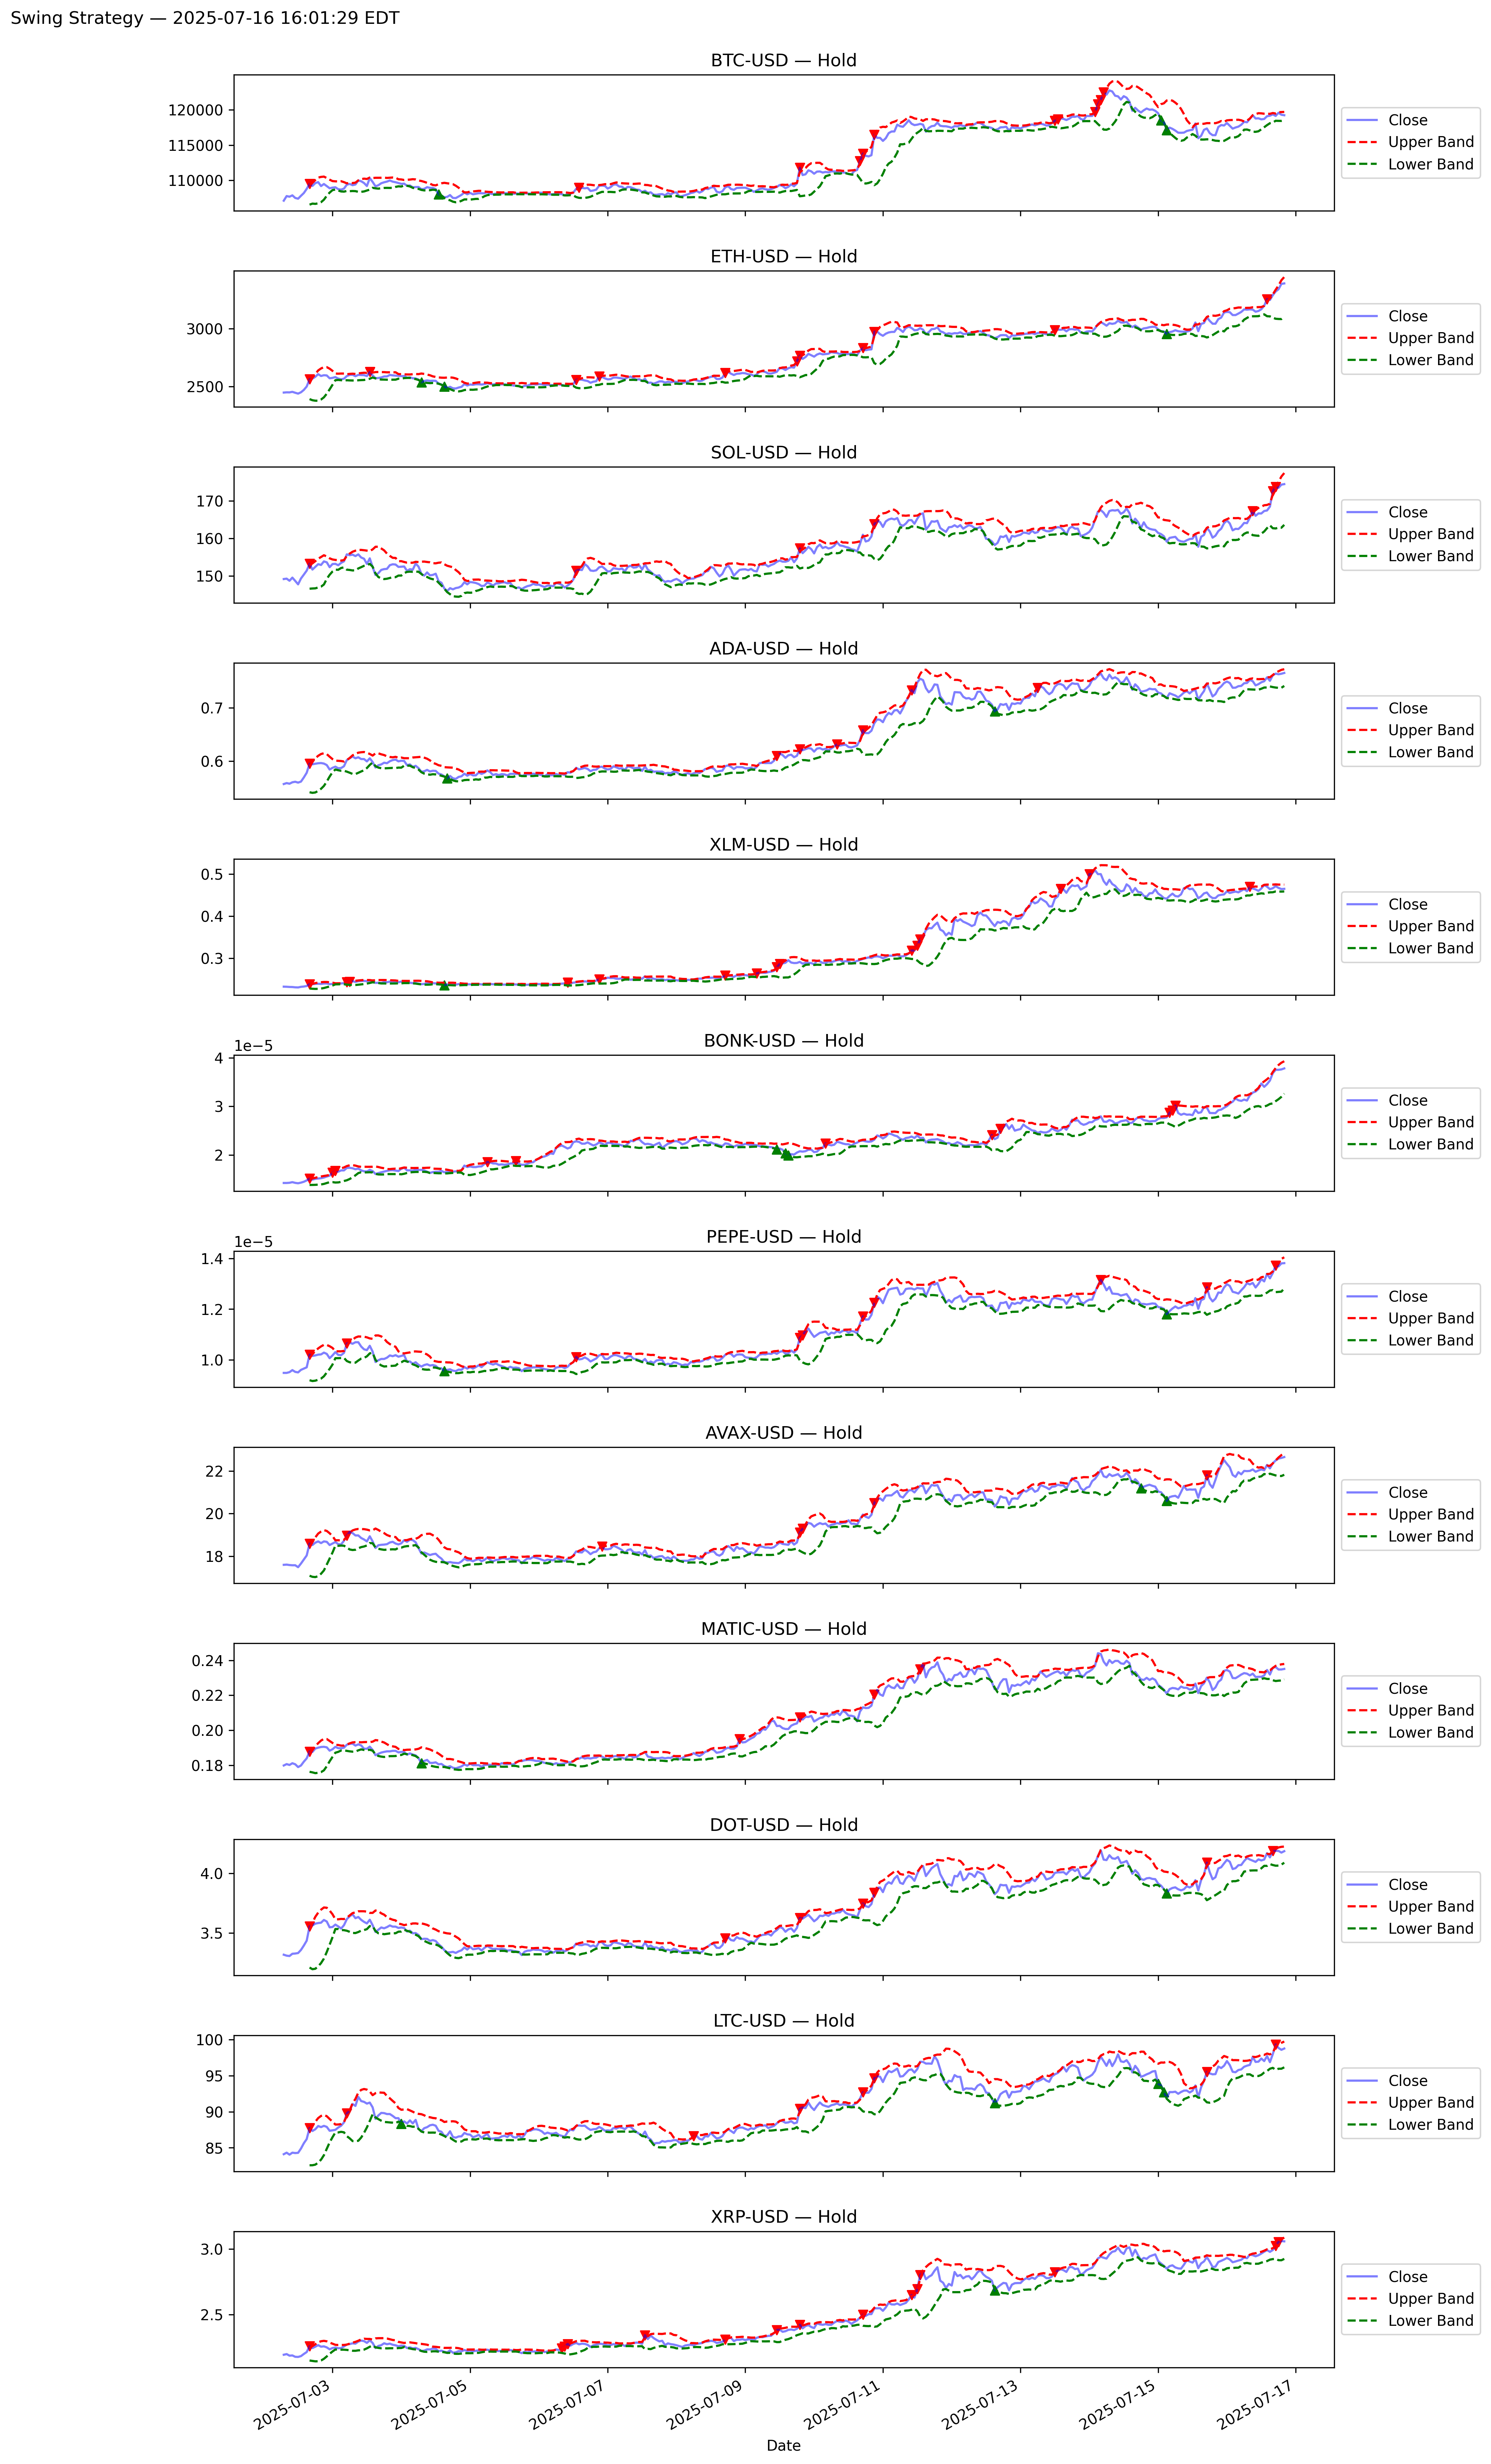 Swing Strategy — 2025-07-16 16:01:29 EDT
BTC-USD — Hold
120000
115000
110000
Close
Upper Band
Lower Band
ETH-USD — Hold
3000
2500
Close
Upper Band
Lower Band
SOL-USD — Hold
170
160
150
Close
Upper Band
Lower Band
ADA-USD — Hold
0.7
0.6
Close
Upper Band
Lower Band
XLM-USD — Hold
0.5
0.4
0.3
Close
Upper Band
Lower Band
BONK-USD — Hold
1e−5
4
3
2
Close
Upper Band
Lower Band
PEPE-USD — Hold
1e−5
1.4
1.2
1.0
Close
Upper Band
Lower Band
AVAX-USD — Hold
22
20
18
Close
Upper Band
Lower Band
MATIC-USD — Hold
0.24
0.22
0.20
0.18
Close
Upper Band
Lower Band
DOT-USD — Hold
4.0
3.5
Close
Upper Band
Lower Band
LTC-USD — Hold
100
95
90
85
Close
Upper Band
Lower Band
XRP-USD — Hold
3.0
2.5
Close
Upper Band
Lower Band
2025-07-03
2025-07-05
2025-07-07
2025-07-09
2025-07-11
2025-07-13
2025-07-15
2025-07-17
Date